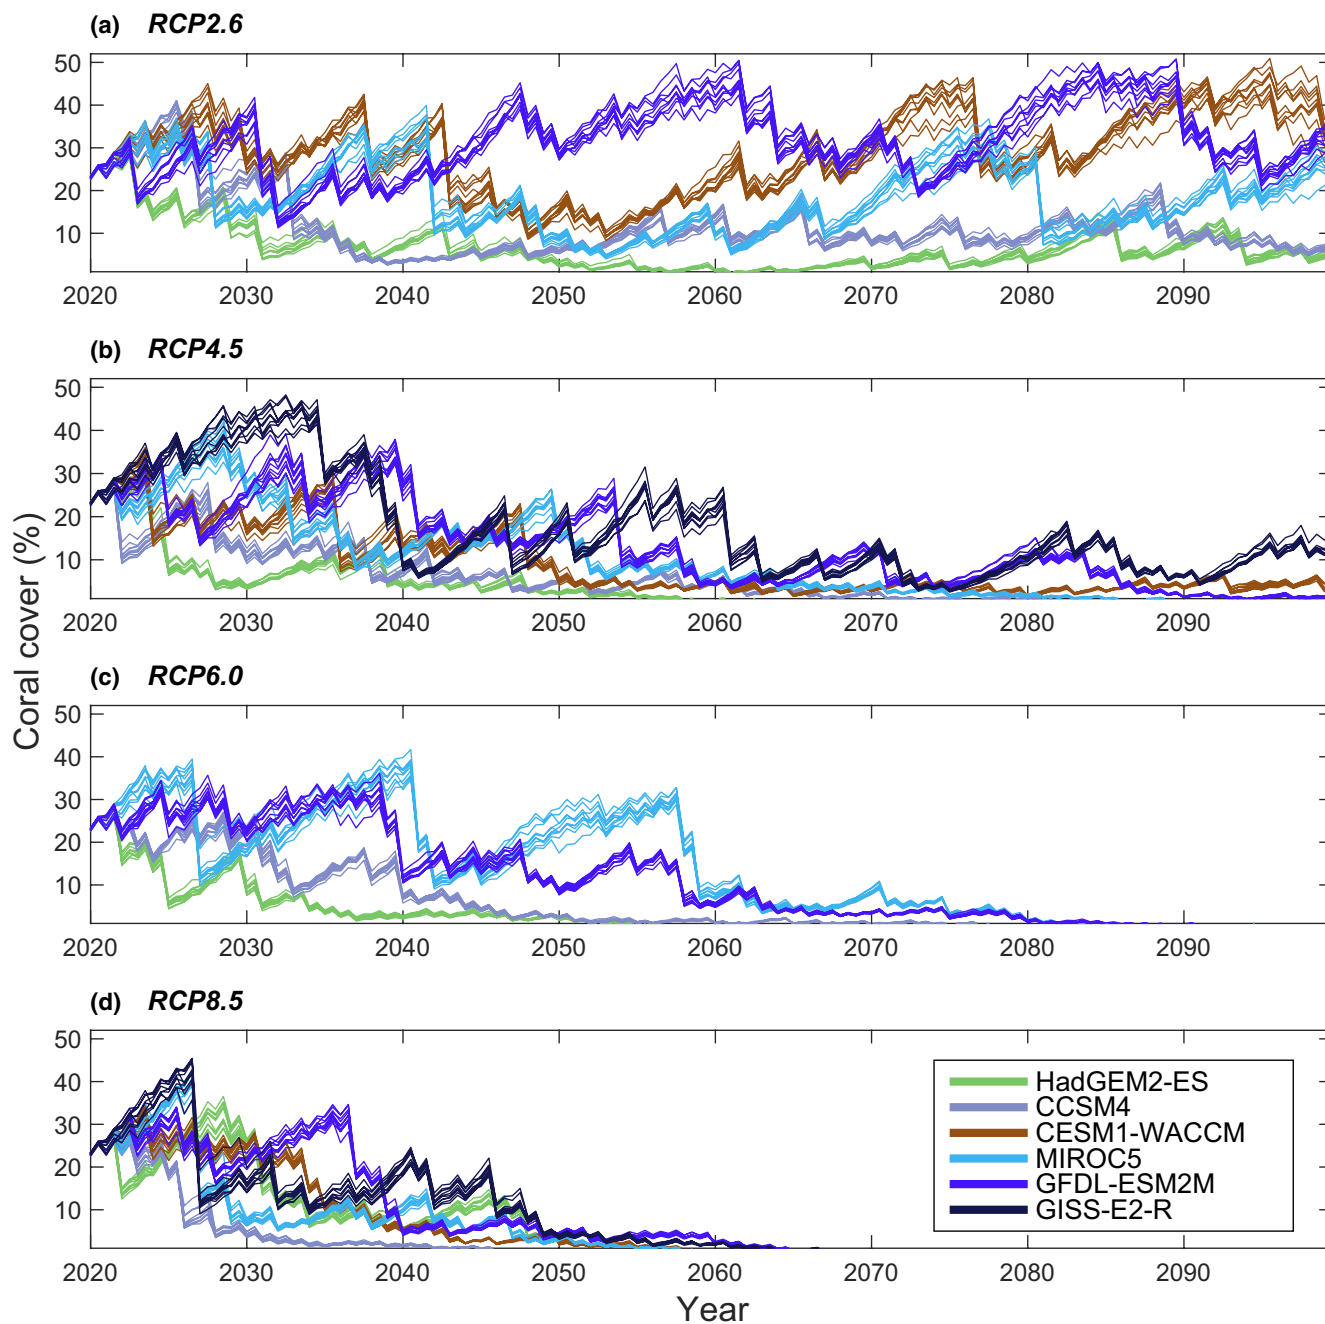 (a) RCP2.6
50
40
30
20
10
2020 2030 2040 2050 2060 2070 2080 2090
(b) RCP4.5
50
40
30
20
10
2020 2030 2040 2050 2060 2070 2080 2090
Coral cover (%)
(c) RCP6.0
50
40
30
20
10
2020 2030 2040 2050 2060 2070 2080 2090
(d) RCP8.5
50
40
30
20
10
HadGEM2-ES
CCSM4
CESM1-WACCM
MIROC5
GFDL-ESM2M
GISS-E2-R
2020 2030 2040 2050 2060 2070 2080 2090
Year